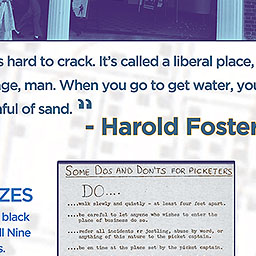 s hard to crack. It's called a liberal place,
ge, man. When you go to get water, you
ful of sand. "
- Harold Foster
ZES
black
ll Nine
s.
SOME DOS AND DON'TS FOR PICKETERS
DO....
....walk slowly and quietly - at least four feet apart.
....be careful to let anyone who wishes to enter the
place of business do so.
....refer all incidents or jostling, abuse by word, or
anything of this nature to the picket captain.
....be on time at the place set by the picket captain.